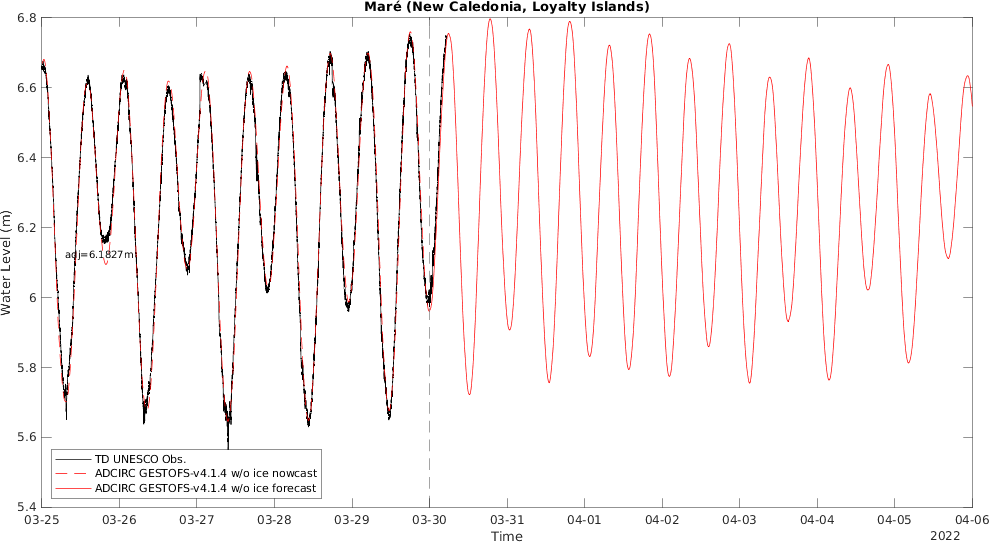 Maré (New Caledonia, Loyalty Islands)
6.8
6.6
6.4
6.2
6
5.8
5.6
5.4
Water Level (m)
adj=6.1827m
TD UNESCO Obs.
ADCIRC GESTOFS-v4.1.4 w/o ice nowcast
ADCIRC GESTOFS-v4.1.4 w/o ice forecast
03-25 03-26 03-27 03-28 03-29 03-30 03-31 04-01 04-02 04-03 04-04 04-05 04-06
Time
2022